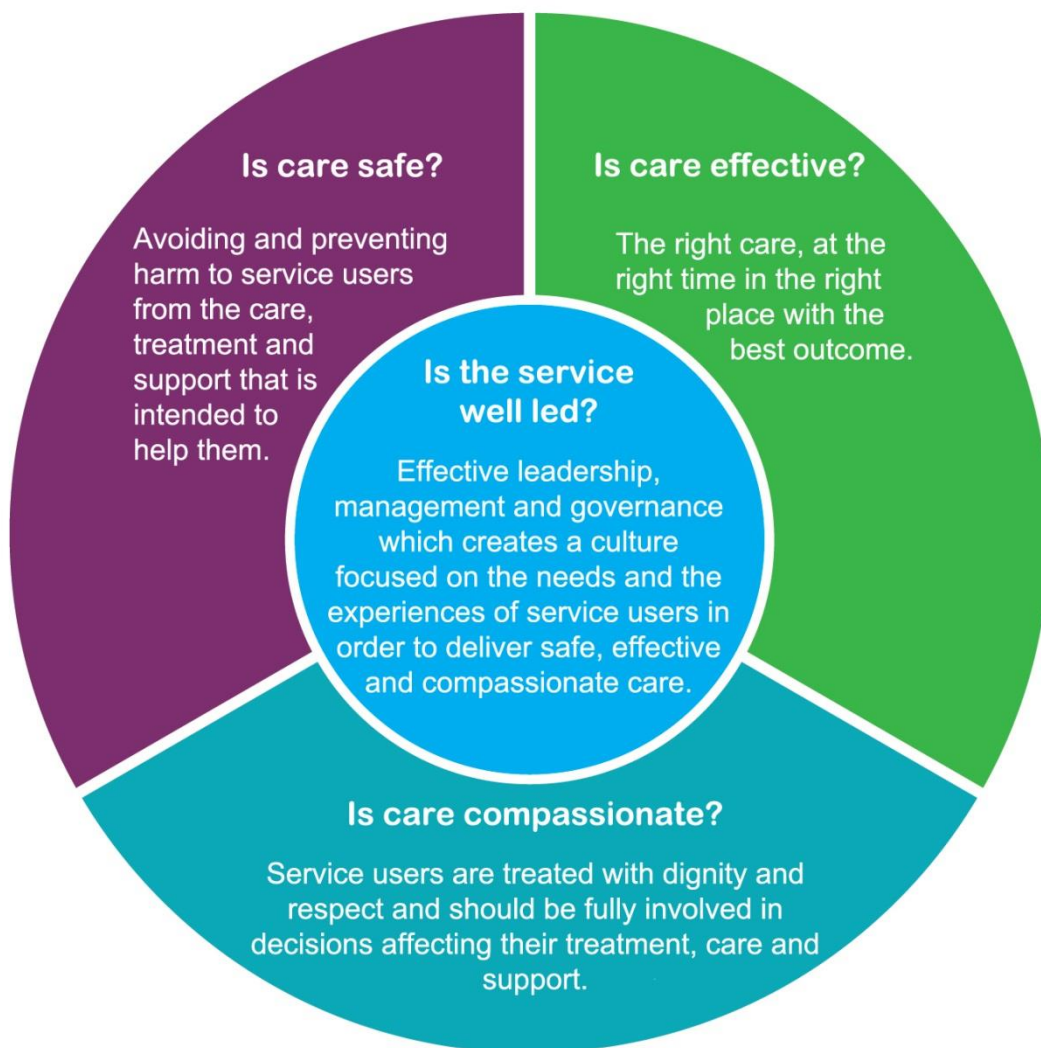 Is care safe?
Avoiding and preventing
harm to service users
from the care,
treatment and
support that is
intended to
help them.
Is care effective?
The right care, at the
right time in the right
place with the
best outcome.
Is the service
well led?
Effective leadership,
management and governance
which creates a culture
focused on the needs and the
experiences of service users in
order to deliver safe, effective
and compassionate care.
Is care compassionate?
Service users are treated with dignity and
respect and should be fully involved in
decisions affecting their treatment, care and
support.